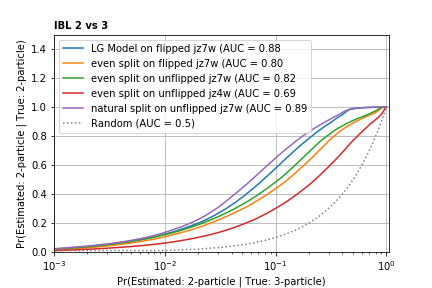 IBL 2 vs 3
Pr(Estimated: 2-particle | True: 2-particle)
1.4
1.2
1.0
0.8
0.6
0.4
0.2
0.0
LG Model on flipped jz7w (AUC = 0.88
even split on flipped jz7w (AUC = 0.80
even split on unflipped jz7w (AUC = 0.82
even split on unflipped jz4w (AUC = 0.69
natural split on unflipped jz7w (AUC = 0.89
Random (AUC = 0.5)
10⁻³ 10⁻² 10⁻¹ 10⁰
Pr(Estimated: 2-particle | True: 3-particle)